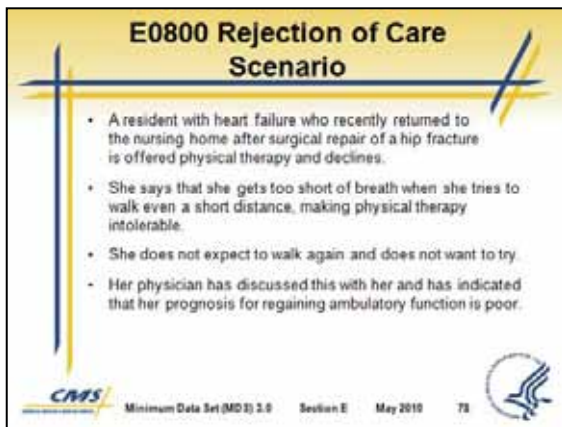 E0800 Rejection of Care
Scenario
• A resident with heart failure who recently returned to
the nursing home after surgical repair of a hip fracture
is offered physical therapy and declines.
• She says that she gets too short of breath when she tries to
walk even a short distance, making physical therapy
intolerable.
• She does not expect to walk again and does not want to try.
• Her physician has discussed this with her and has indicated
that her prognosis for regaining ambulatory function is poor.
CMS
Minimum Data Set (MDS) 3.0 Section E May 2010 78